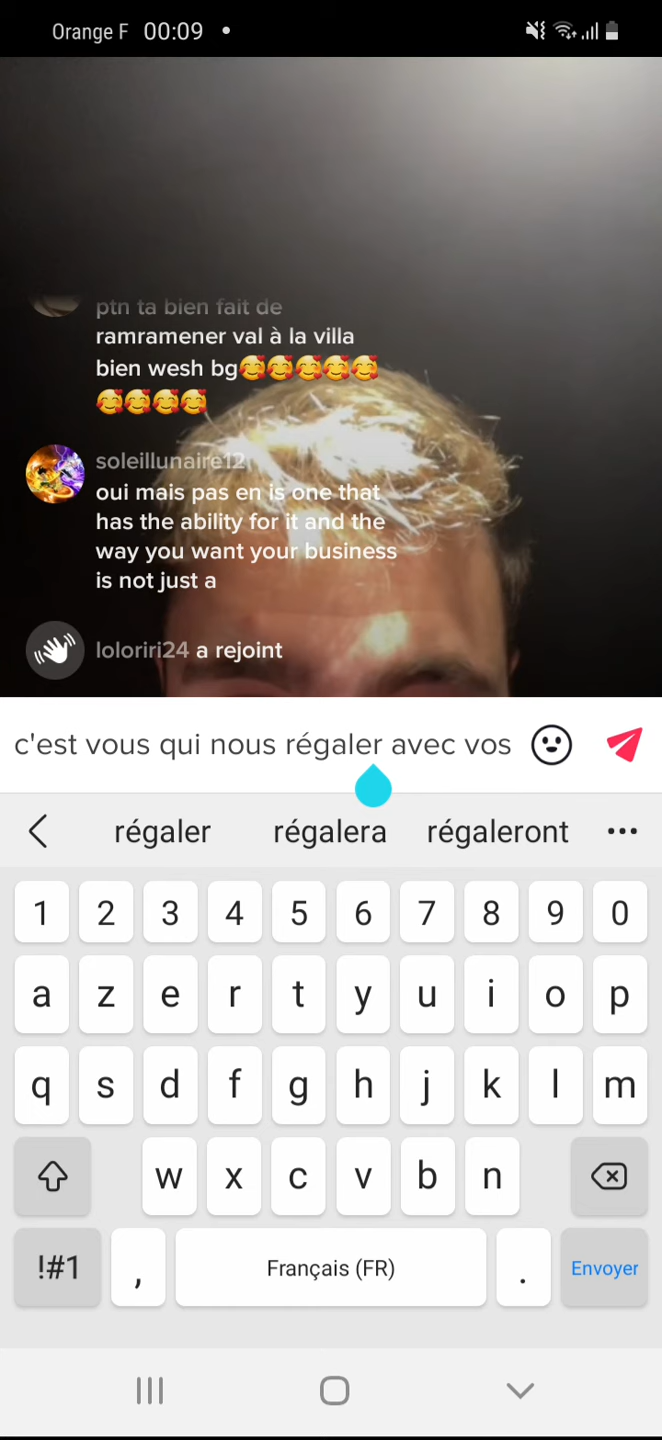 Orange F 00:09
ptn ta bien fait de
ramramener val à la villa
bien wesh bg🥰🥰🥰🥰🥰
🥰🥰🥰🥰
soleillunaire12
oui mais pas en is one that
has the ability for it and the
way you want your business
is not just a
loloriri24 a rejoint
c'est vous qui nous régaler avec vos
régaler régalera régaleront
1 2 3 4 5 6 7 8 9 0
a z e r t y u i o p
q s d f g h j k l m
w x c v b n
!#1 , Français (FR) . Envoyer